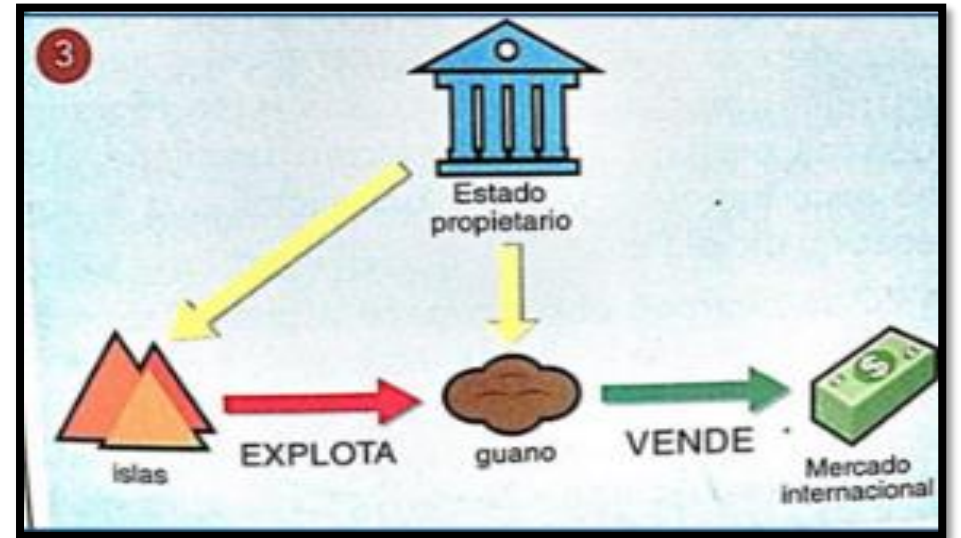 3
Estado
propietario
EXPLOTA
VENDE
islas
guano
Mercado
internacional